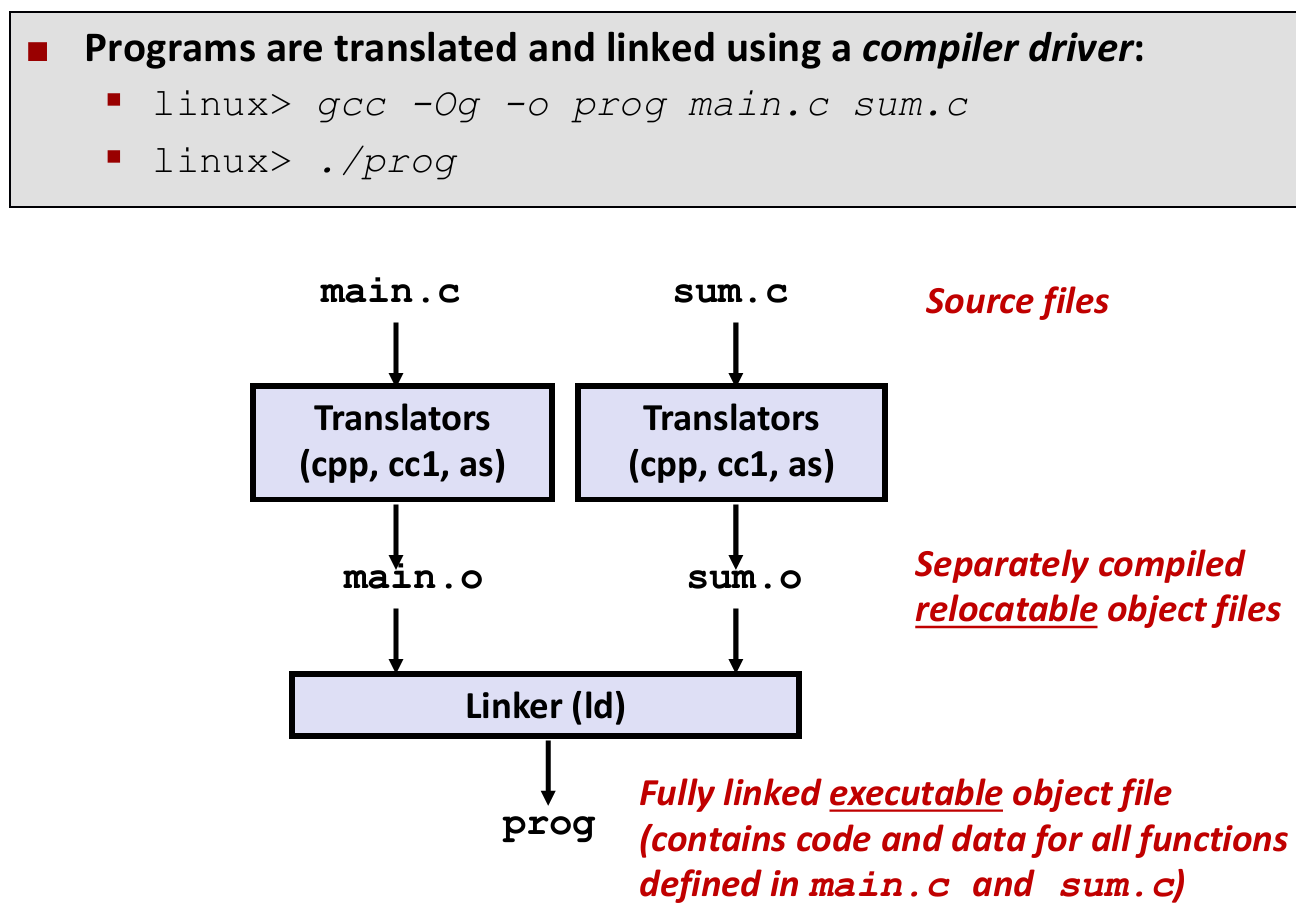 Programs are translated and linked using a compiler driver:
linux> gcc -Og -o prog main.c sum.c
linux> ./prog
main.c sum.c Source files
Translators Translators
(cpp, cc1, as) (cpp, cc1, as)
main.o sum.o
Separately compiled
relocatable object files
Linker (ld)
prog
Fully linked executable object file
(contains code and data for all functions
defined in main.c and sum.c)